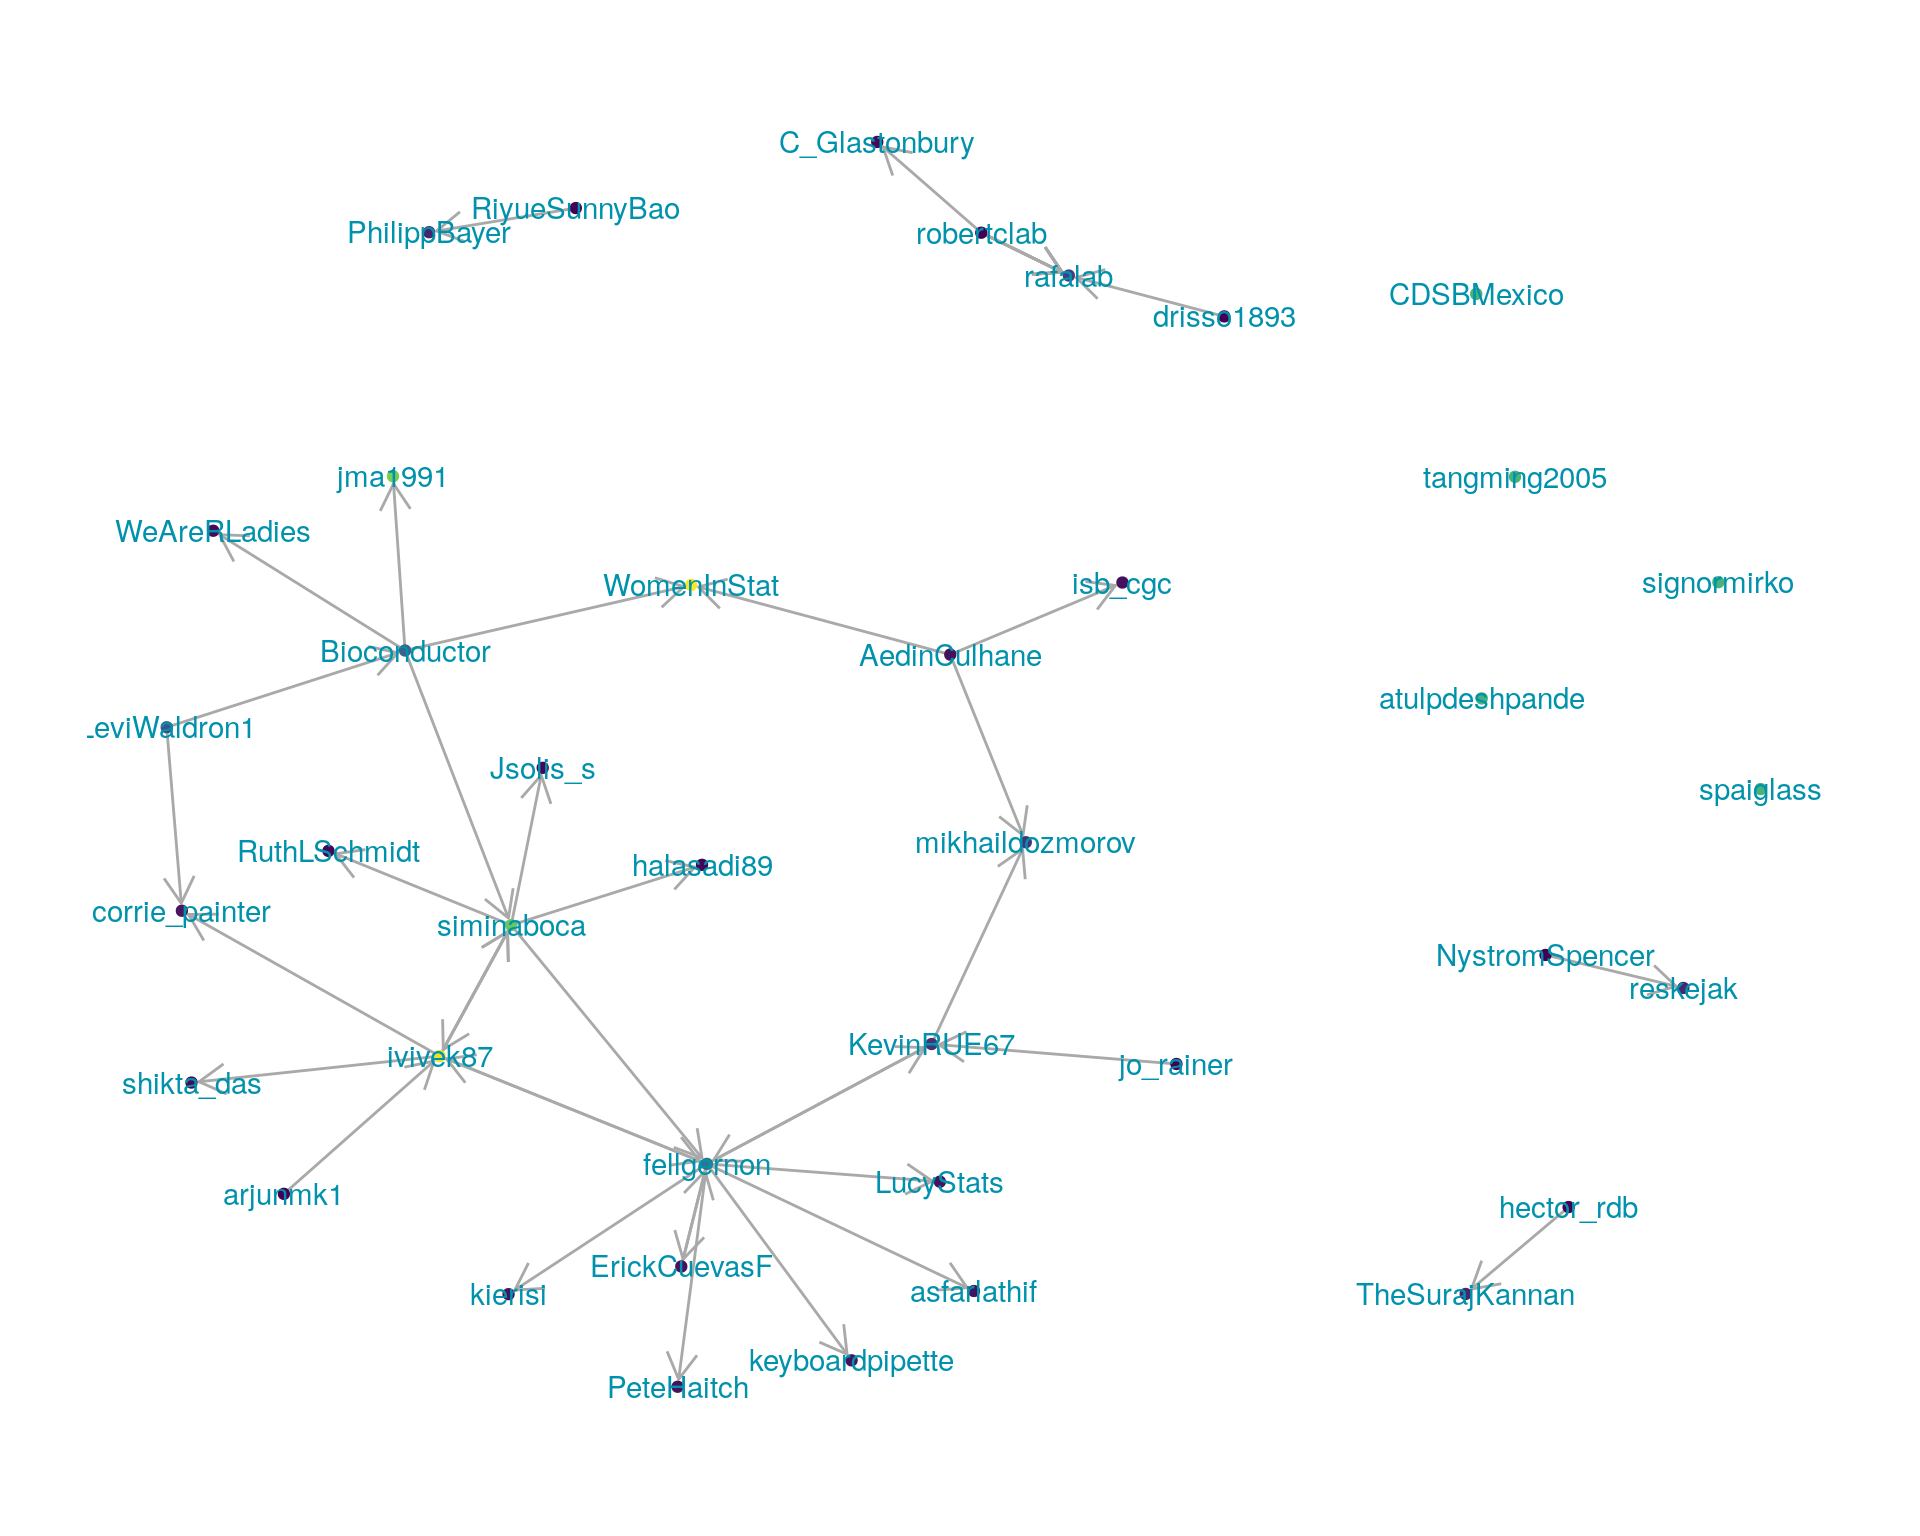 C_Glastonbury
RiyueSunnyBao
PhilippBayer
robertclab
rafalab
CDSBMexico
drisso1893
jma1991
tangming2005
WeAreRLadies
WomenInStat
isb_cgc
signormirko
Bioconductor
AedinCulhane
atulpdeshpande
LeviWaldron1
Jsolis_s
spaiglass
mikhaildozmorov
RuthLSchmidt
halasadi89
corrie_painter
siminaboca
NystromSpencer
reskejak
KevinRUE67
ivivek87
jo_rainer
shikta_das
fellgernon
LucyStats
arjunmk1
hector_rdb
ErickCuevasF
asfarlathif
kierisi
TheSurajKannan
keyboardpipette
PeteHaitch